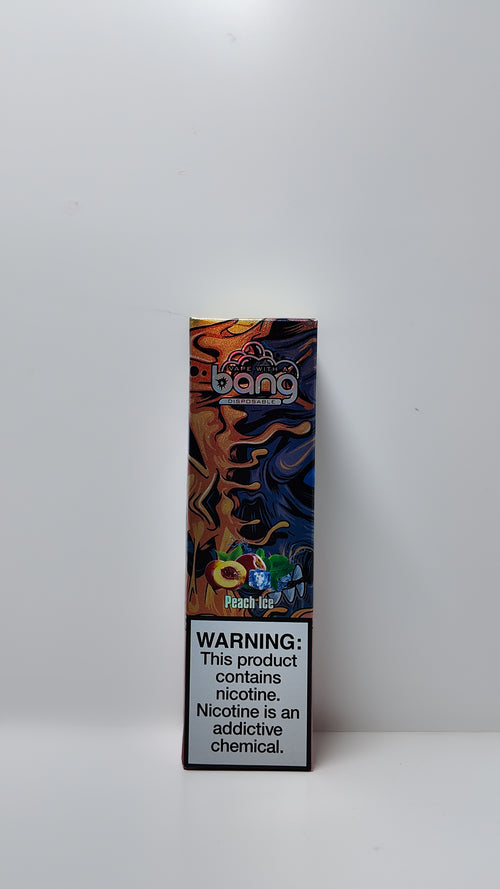 VAPE WITH A
bang
DISPOSABLE
Peach Ice
WARNING:
This product
contains
nicotine.
Nicotine is an
addictive
chemical.